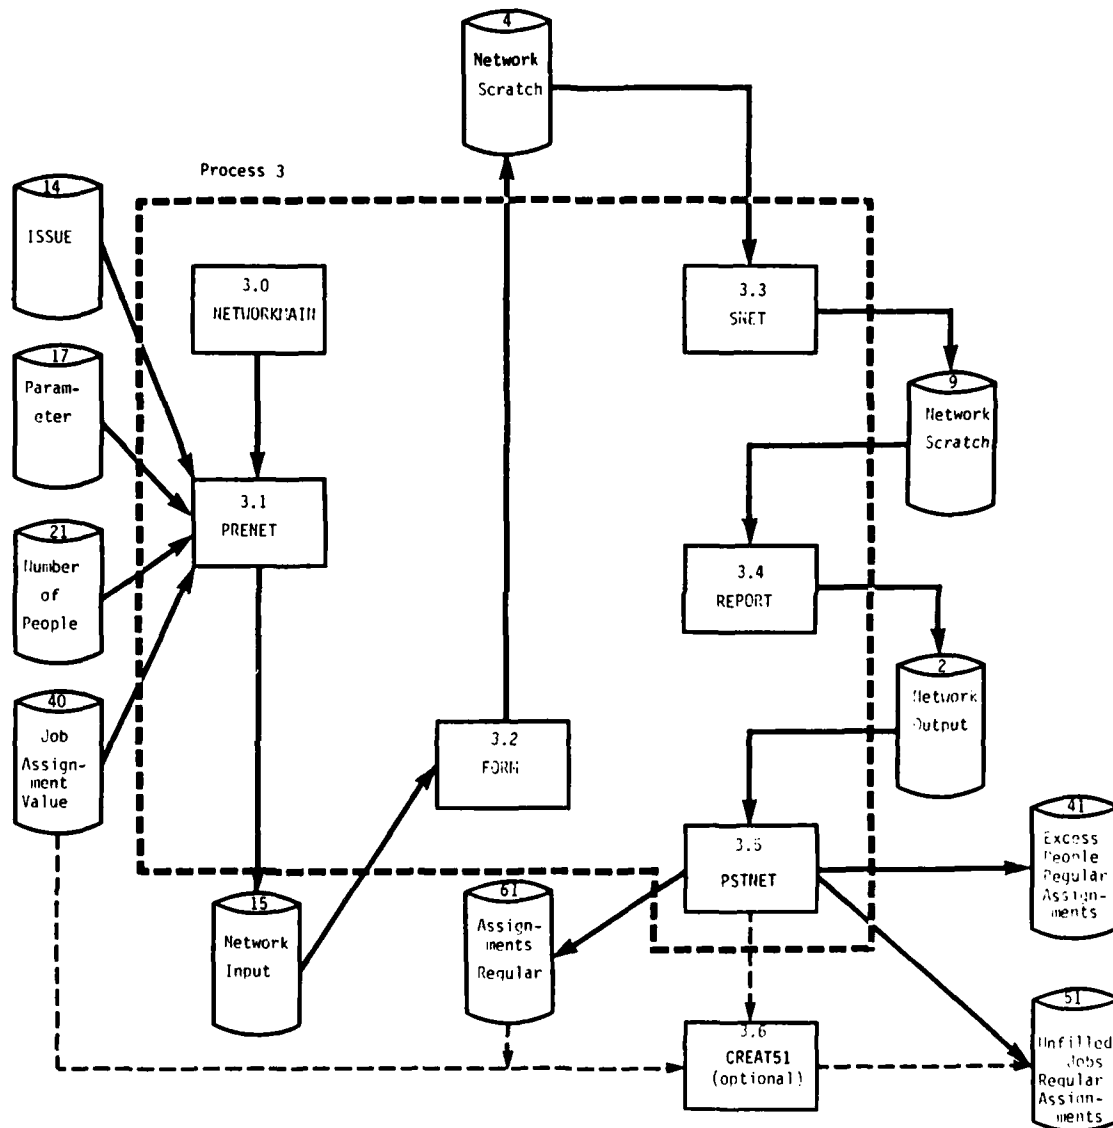 4
Network
Scratch
Process 3
14
ISSUE
3.0
NETWORKMAIN
3.3
SNET
17
Param-
eter
9
Network
Scratch
3.1
PRENET
21
Number
of
People
3.4
REPORT
2
Network
Output
40
Job
Assign-
ment
Value
3.2
FORM
41
Excess
People
Regular
Assign-
ments
3.5
PSTNET
15
Network
Input
61
Assign-
ments
Regular
51
Unfilled
Jobs
Regular
Assign-
ments
3.6
CREAT51
(optional)